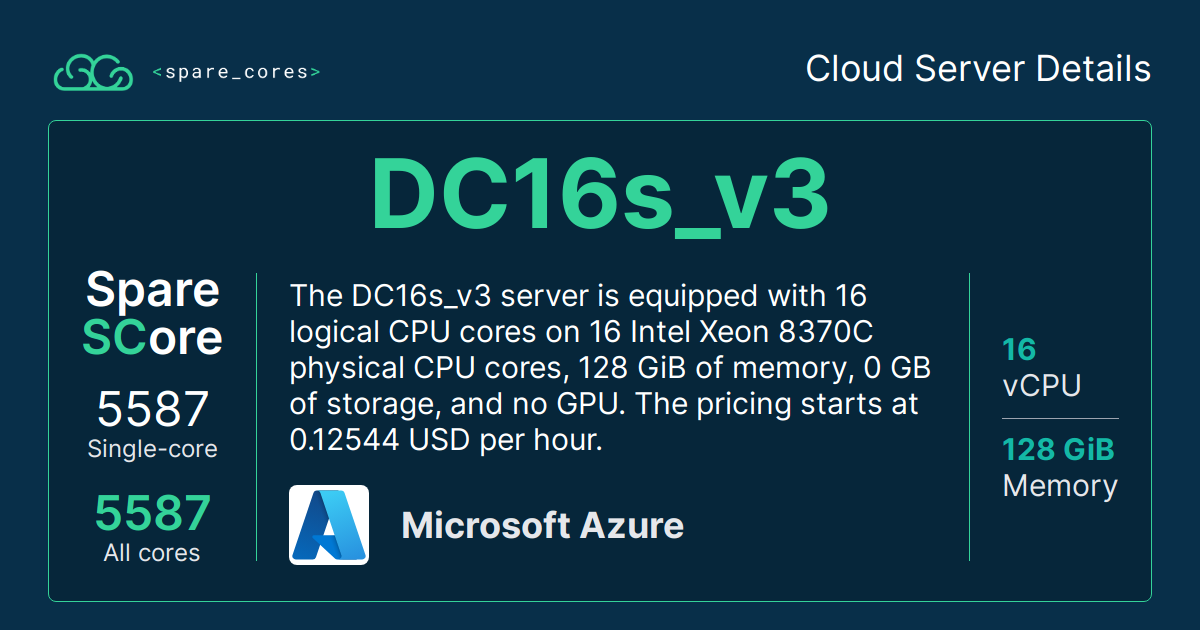 <spare_cores>
Cloud Server Details
DC16s_v3
Spare
SCore
5587
Single-core
5587
All cores
The DC16s_v3 server is equipped with 16
logical CPU cores on 16 Intel Xeon 8370C
physical CPU cores, 128 GiB of memory, 0 GB
of storage, and no GPU. The pricing starts at
0.12544 USD per hour.
Microsoft Azure
16
vCPU
128 GiB
Memory